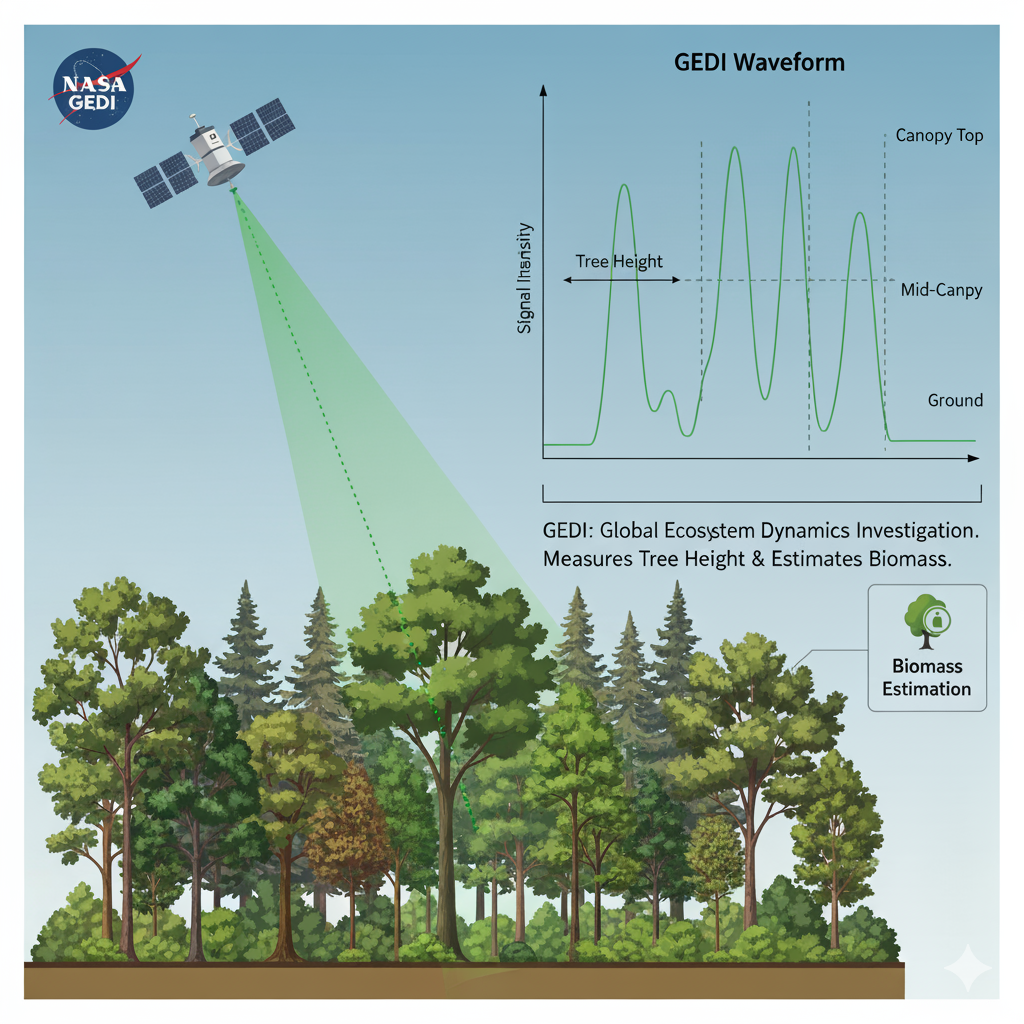 NASA
GEDI
GEDI Waveform
Canopy Top
Tree Height
Mid-Canpy
Ground
Signal
GEDI: Global Ecosystem Dynamics Investigation.
Measures Tree Height & Estimates Biomass.
Biomass
Estimation